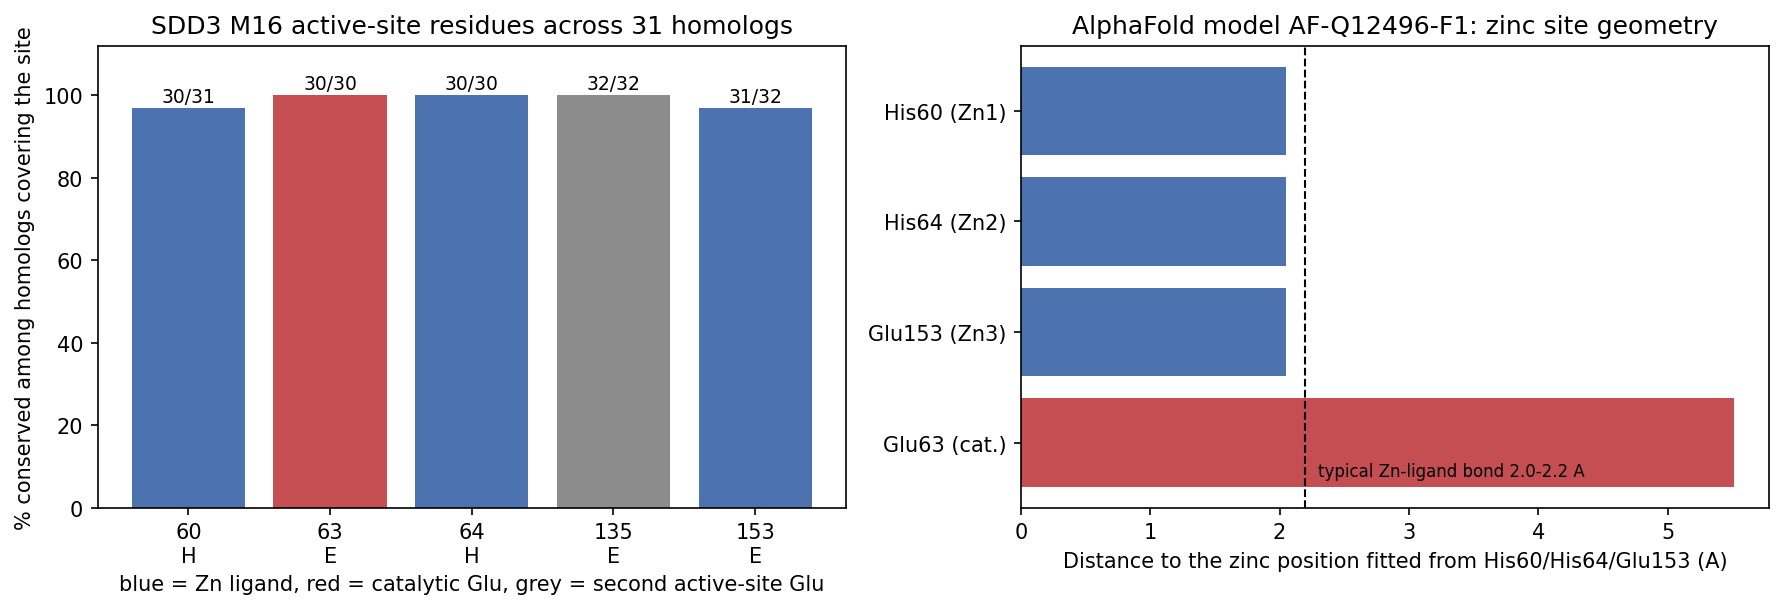 SDD3 M16 active-site residues across 31 homologs
% conserved among homologs covering the site
100
80
60
40
20
0
30/31
30/30
30/30
32/32
31/32
60
H
63
E
64
H
135
E
153
E
blue = Zn ligand, red = catalytic Glu, grey = second active-site Glu
AlphaFold model AF-Q12496-F1: zinc site geometry
His60 (Zn1)
His64 (Zn2)
Glu153 (Zn3)
Glu63 (cat.)
typical Zn-ligand bond 2.0-2.2 A
0 1 2 3 4 5
Distance to the zinc position fitted from His60/His64/Glu153 (A)